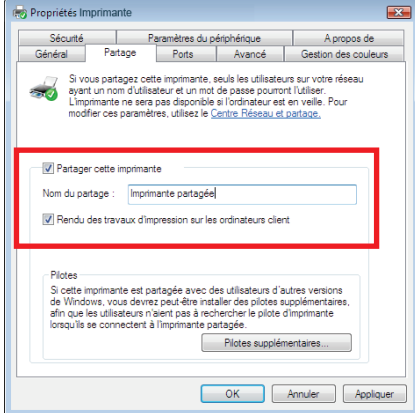 Propriétés Imprimante
Sécurité Paramètres du périphérique A propos de
Général Partage Ports Avancé Gestion des couleurs
Si vous partagez cette imprimante, seuls les utilisateurs sur votre réseau
ayant un nom d'utilisateur et un mot de passe pourront l'utiliser.
L'imprimante ne sera pas disponible si l'ordinateur est en veille. Pour
modifier ces paramètres, utilisez le Centre Réseau et
partage.
Partager cette imprimante
Nom du partage : Imprimante partagée
Rendu des travaux d'impression sur les ordinateurs client
Pilotes
Si cette imprimante est partagée avec des utilisateurs d'autres versions
de Windows, vous devrez peut-être installer des pilotes supplémentaires,
afin que les utilisateurs n'aient pas à rechercher le pilote d'imprimante
lorsqu'ils se connectent à l'imprimante partagée.
Pilotes supplémentaires...
OK Annuler Appliquer